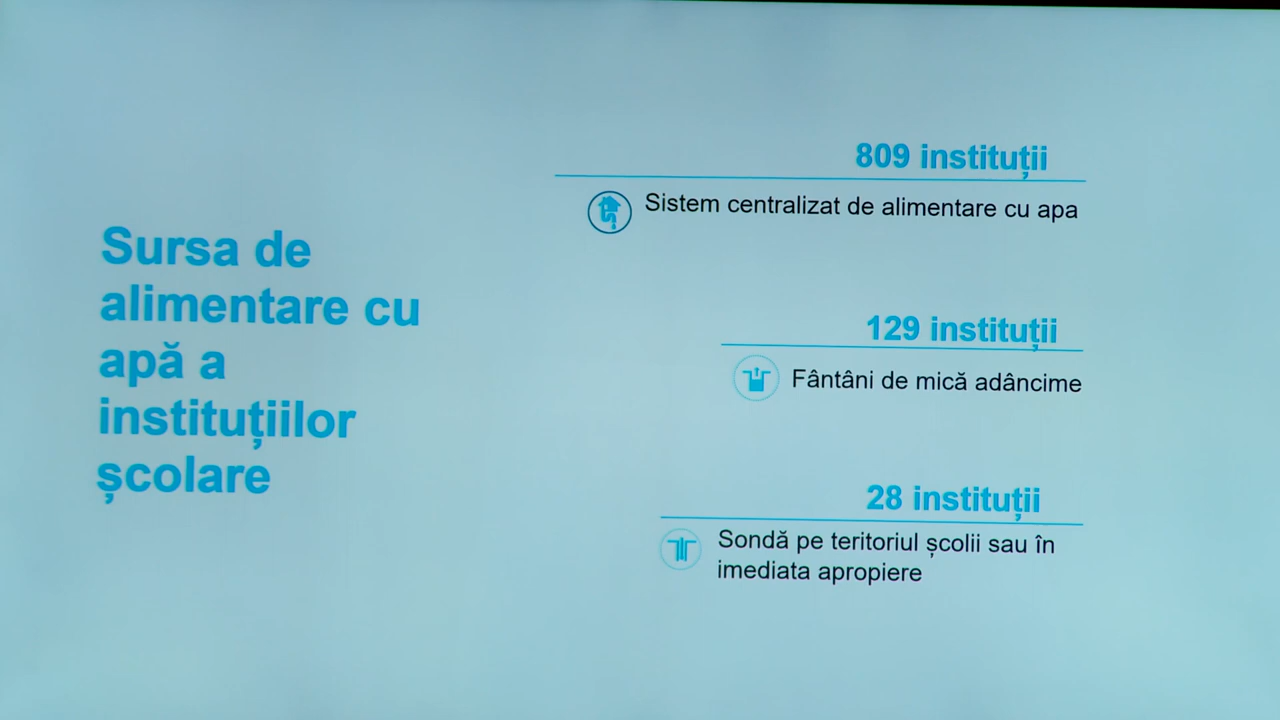 Sursa de
alimentare cu
apă a
instituțiilor
școlare
809 instituții
Sistem centralizat de alimentare cu apa
129 instituții
Fântâni de mică adâncime
28 instituții
Sondă pe teritoriul școlii sau în
imediata apropiere